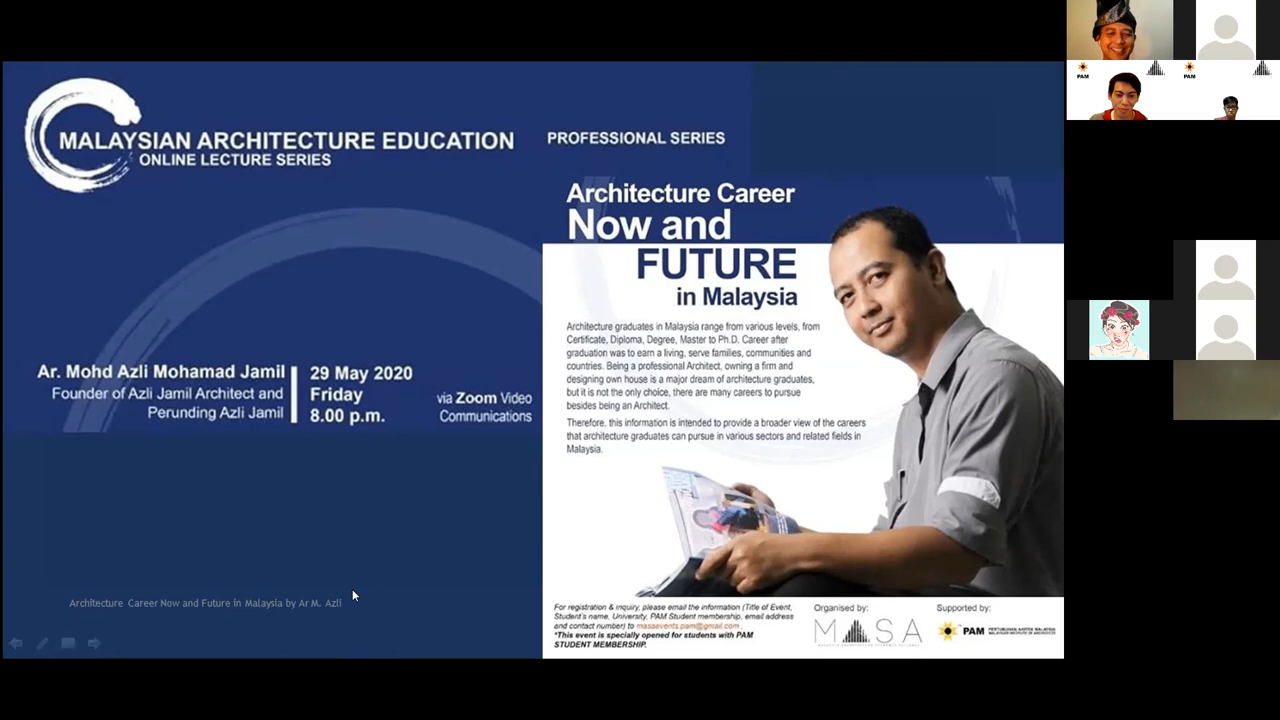 MALAYSIAN ARCHITECTURE EDUCATION
ONLINE LECTURE SERIES
PROFESSIONAL SERIES
Ar. Mohd Azli Mohamad Jamil
Founder of Azli Jamil Architect and
Perunding Azli Jamil
29 May 2020
Friday
8.00 p.m.
via Zoom Video
Communications
Architecture Career Now and Future in Malaysia by Ar M. Azli
Architecture Career
Now and
FUTURE
in Malaysia
Architecture graduates in Malaysia range from various levels, from
Certificate, Diploma, Degree, Master to Ph.D. Career after
graduation was to earn a living, serve families, communities and
countries. Being a professional Architect, owning a firm and
designing own house is a major dream of architecture graduates,
but it is not the only choice, there are many careers to pursue
besides being an Architect.
Therefore, this information is intended to provide a broader view of the careers
that architecture graduates can pursue in various sectors and related fields in
Malaysia.
For registration & inquiry, please email the information (Title of Event,
Student's name, University, PAM Student membership, email address
and contact number) to masaevents.pam@gmail.com .
*This event is specially opened for students with PAM
STUDENT MEMBERSHIP.
Organised by:
MASA
Supported by:
PAM
PERTUBUHAN AKITEK MALAYSIA
MALAYSIAN INSTITUTE OF ARCHITECTS
PAM
PAM